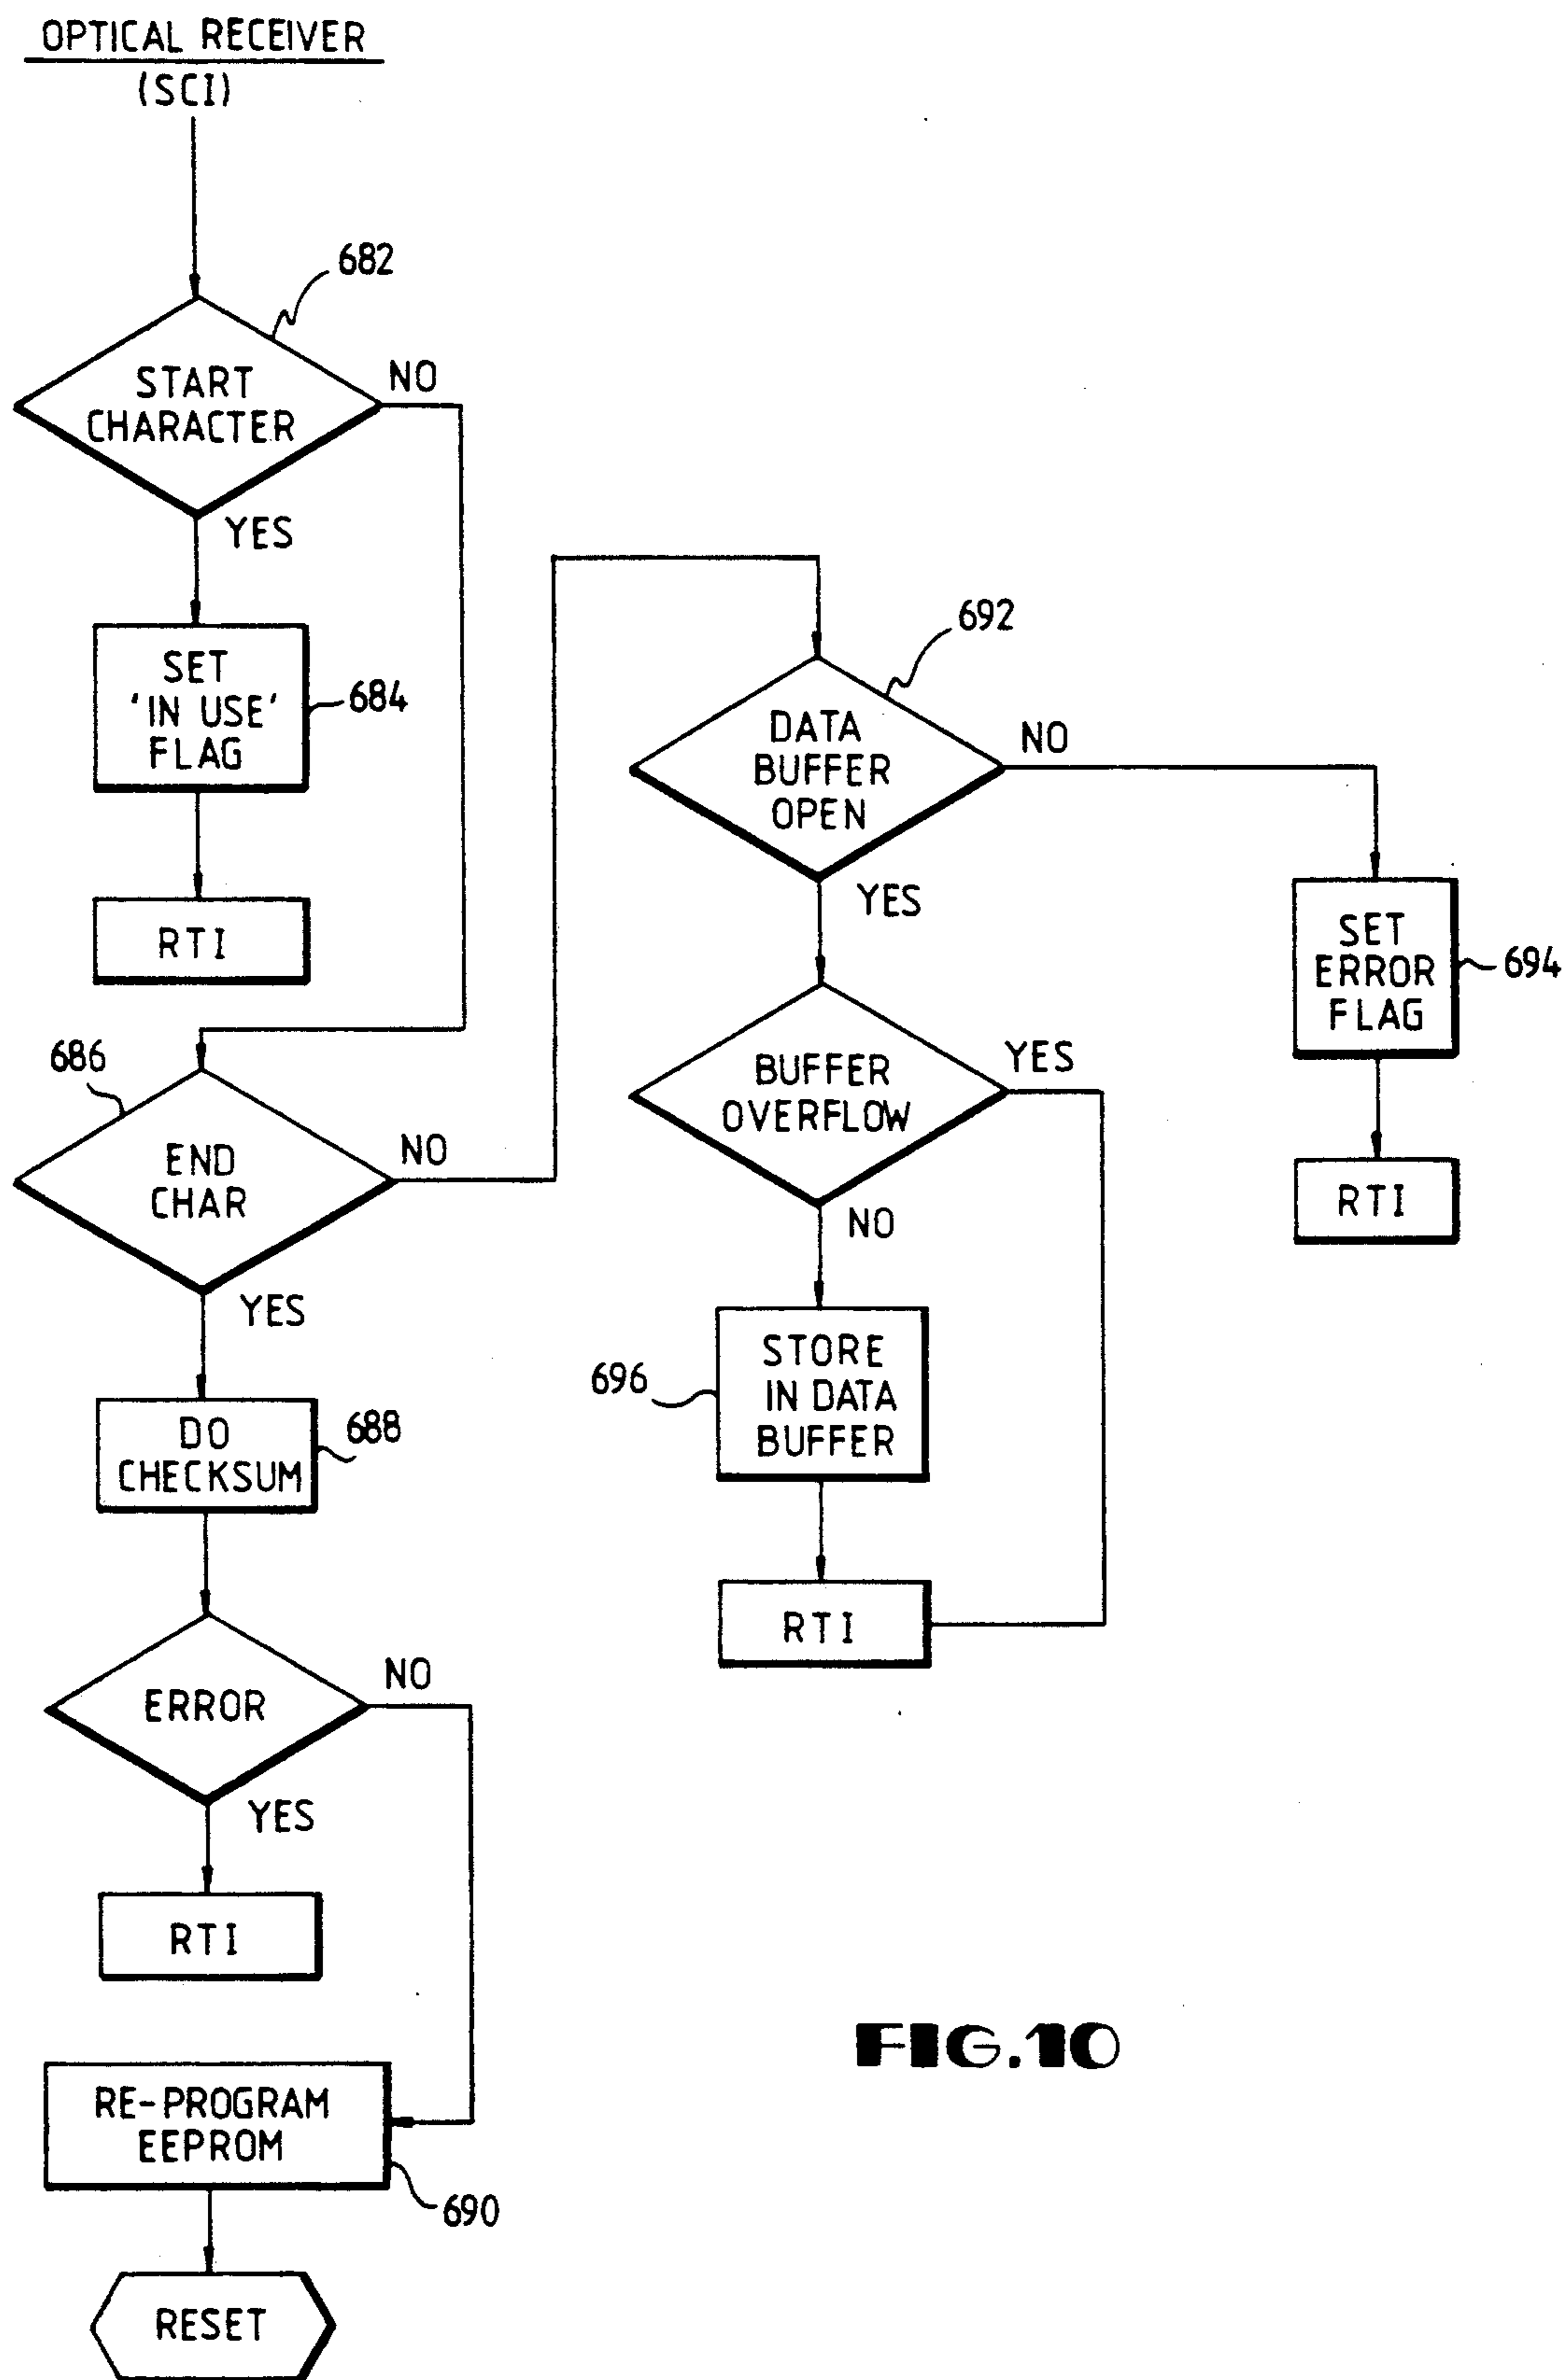 OPTICAL RECEIVER
(SCI)
682
START
CHARACTER
NO
YES
SET
'IN USE'
FLAG
684
RTI
686
END
CHAR
NO
YES
DO
CHECKSUM
688
ERROR
NO
YES
RTI
RE-PROGRAM
EEPROM
690
RESET
692
DATA
BUFFER
OPEN
NO
YES
SET
ERROR
FLAG
694
RTI
BUFFER
OVERFLOW
YES
NO
STORE
IN DATA
BUFFER
696
RTI
FIG.10